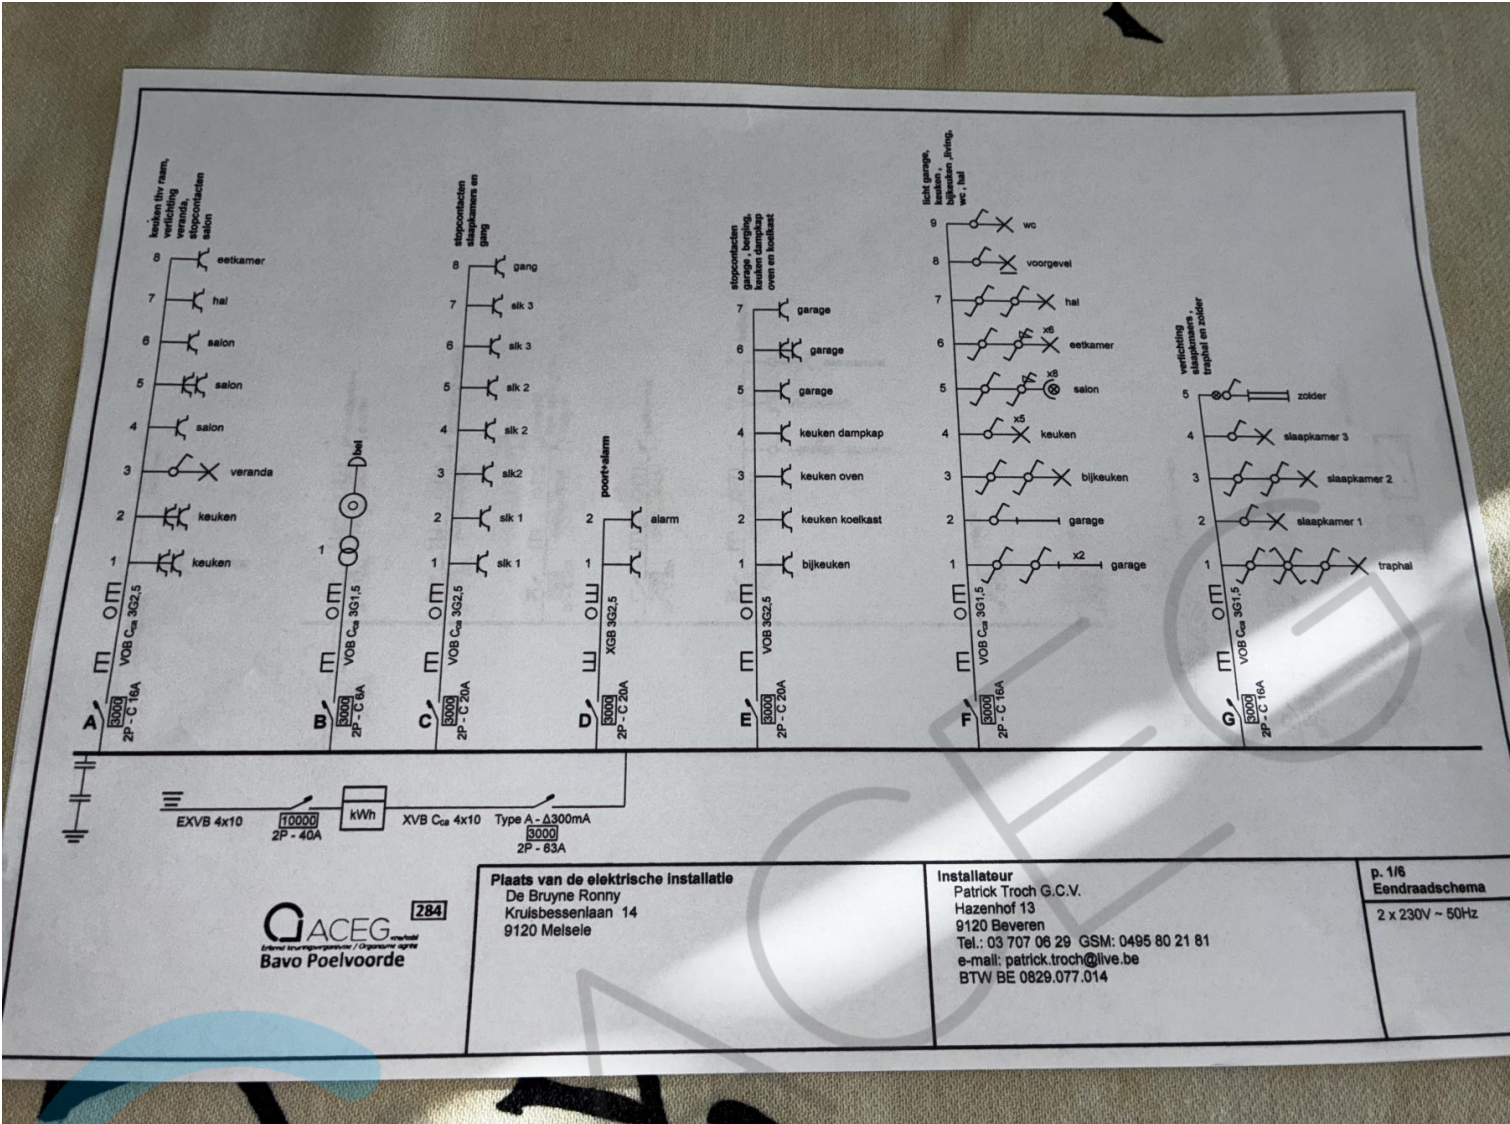 keuken thv raam,
verlichting
veranda,
stopcontacten
salon
8 eetkamer
7 hal
6 salon
5 salon
4 salon
3 veranda
2 keuken
1 keuken
VOB Cca 3G2,5
A
3000
2P - C 16A
bel
1
VOB Cca 3G1,5
B
3000
2P - C 6A
stopcontacten
slaapkamers en
gang
8 gang
7 slk 3
6 slk 3
5 slk 2
4 slk 2
3 slk2
2 slk 1
1 slk 1
VOB Cca 3G2,5
C
3000
2P - C 20A
poort+alarm
2 alarm
1
XGB 3G2,5
D
3000
2P - C 20A
stopcontacten
garage , berging,
keuken dampkap
oven en koelkast
7 garage
6 garage
5 garage
4 keuken dampkap
3 keuken oven
2 keuken koelkast
1 bijkeuken
VOB 3G2,5
E
3000
2P - C 20A
licht garage,
keuken ,
bijkeuken ,living,
wc , hal
9 wc
8 voorgevel
7 hal
6 x6 eetkamer
5 x8 salon
4 x5 keuken
3 bijkeuken
2 garage
1 x2 garage
VOB Cca 3G1,5
F
3000
2P - C 16A
verlichting
slaapkmaers ,
traphal en zolder
5 zolder
4 slaapkamer 3
3 slaapkamer 2
2 slaapkamer 1
1 traphal
VOB Cca 3G1,5
G
3000
2P - C 16A
EXVB 4x10
10000
2P - 40A
kWh
XVB Cca 4x10
Type A - Δ300mA
3000
2P - 63A
ACEG vzw/asbl
284
Erkend keuringsorganisme / Organisme agréé
Bavo Poelvoorde
Plaats van de elektrische installatie
De Bruyne Ronny
Kruisbessenlaan 14
9120 Melsele
Installateur
Patrick Troch G.C.V.
Hazenhof 13
9120 Beveren
Tel.: 03 707 06 29 GSM: 0495 80 21 81
e-mail: patrick.troch@live.be
BTW BE 0829.077.014
p. 1/6
Eendraadschema
2 x 230V ~ 50Hz
ACEG